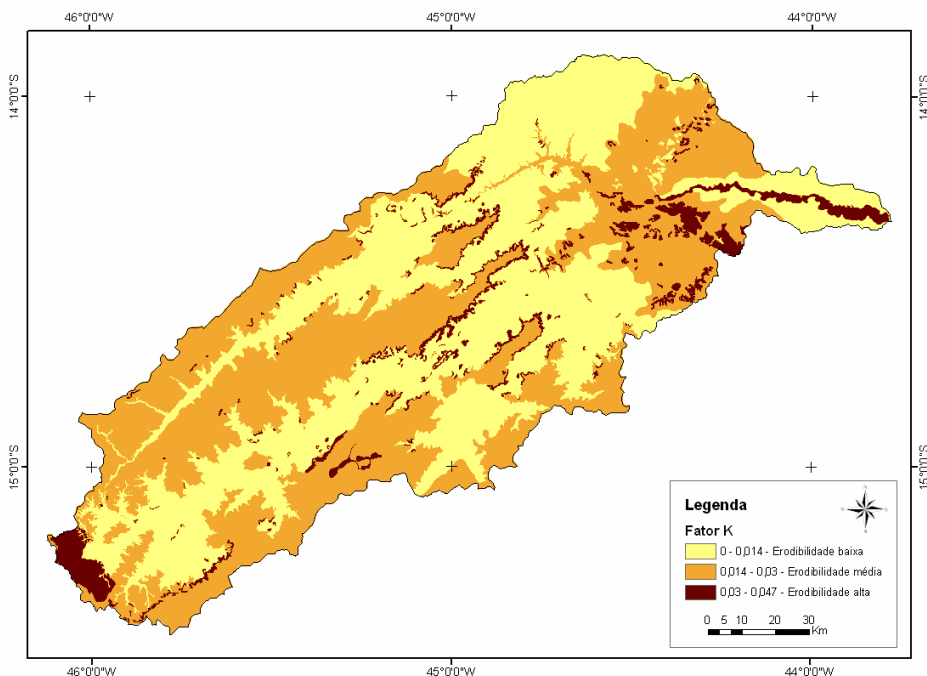 46°0'0"W 45°0'0"W 44°0'0"W
14°0'0"S 14°0'0"S
15°0'0"S 15°0'0"S
Legenda
Fator K
0 - 0,014 - Erodibilidade baixa
0,014 - 0,03 - Erodibilidade média
0,03 - 0,047 - Erodibilidade alta
0 5 10 20 30
Km
46°0'0"W 45°0'0"W 44°0'0"W